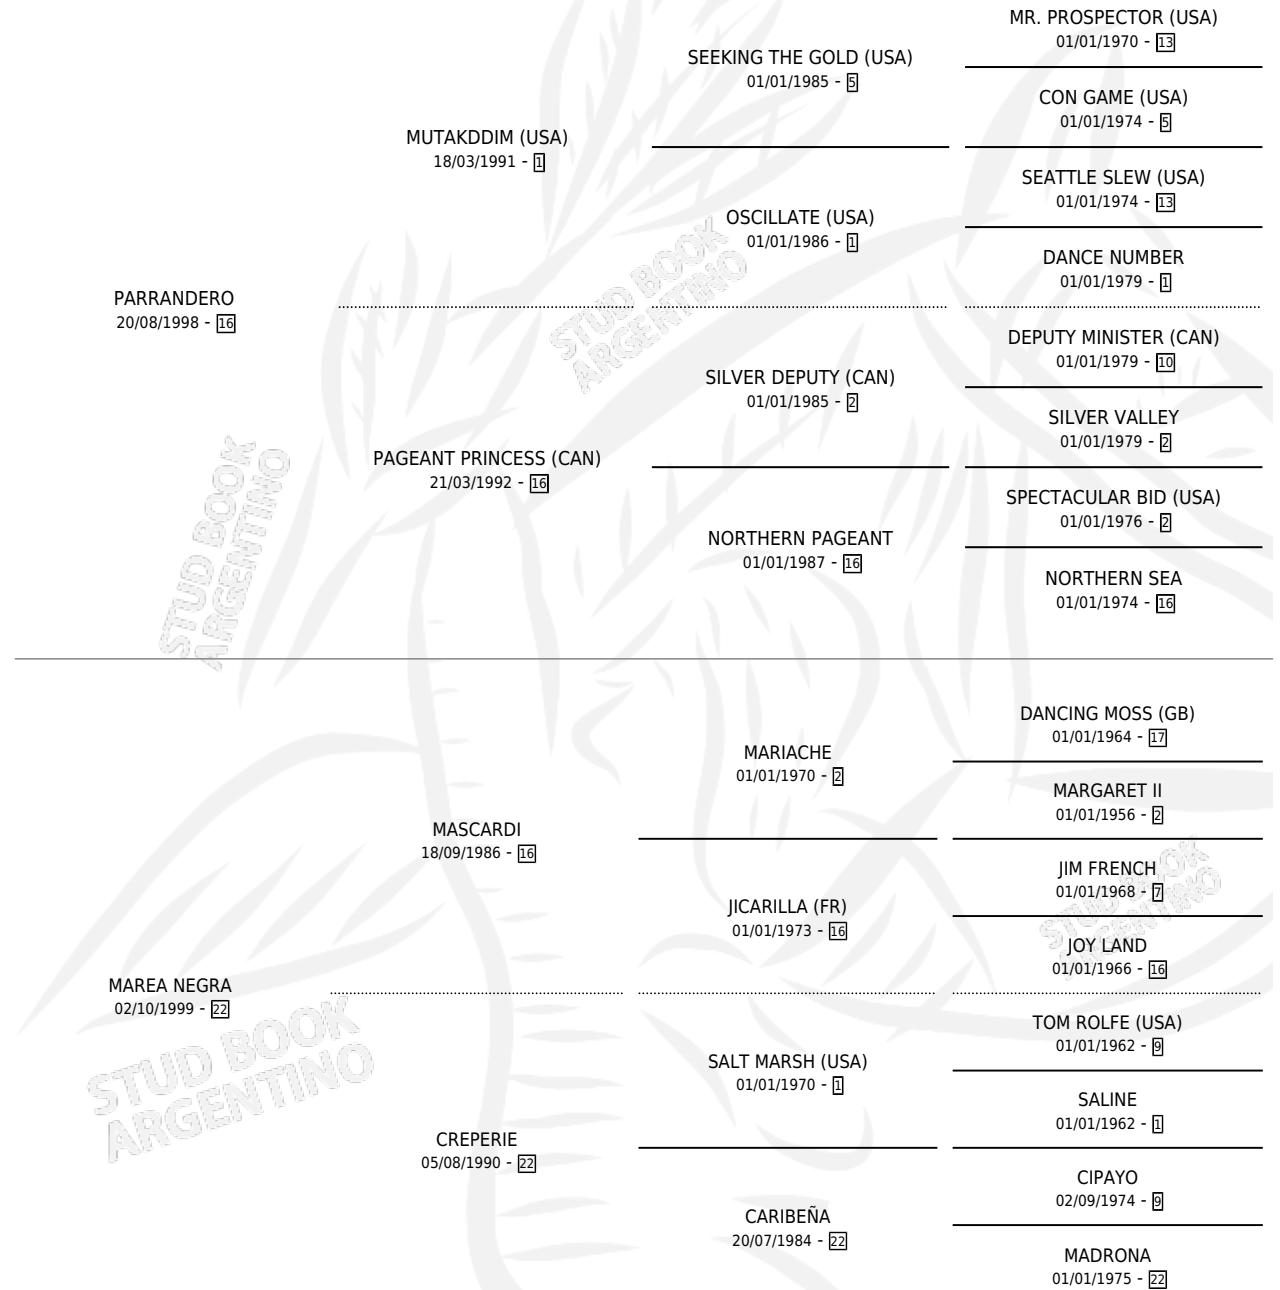 PARRANDERO
20/08/1998 - 16
MUTAKDDIM (USA)
18/03/1991 - 1
SEEKING THE GOLD (USA)
01/01/1985 - 5
MR. PROSPECTOR (USA)
01/01/1970 - 13
CON GAME (USA)
01/01/1974 - 5
OSCILLATE (USA)
01/01/1986 - 1
SEATTLE SLEW (USA)
01/01/1974 - 13
DANCE NUMBER
01/01/1979 - 1
PAGEANT PRINCESS (CAN)
21/03/1992 - 16
SILVER DEPUTY (CAN)
01/01/1985 - 2
DEPUTY MINISTER (CAN)
01/01/1979 - 10
SILVER VALLEY
01/01/1979 - 2
NORTHERN PAGEANT
01/01/1987 - 16
SPECTACULAR BID (USA)
01/01/1976 - 2
NORTHERN SEA
01/01/1974 - 16
MAREA NEGRA
02/10/1999 - 22
MASCARDI
18/09/1986 - 16
MARIACHE
01/01/1970 - 2
DANCING MOSS (GB)
01/01/1964 - 17
MARGARET II
01/01/1956 - 2
JICARILLA (FR)
01/01/1973 - 16
JIM FRENCH
01/01/1968 - 7
JOY LAND
01/01/1966 - 16
CREPERIE
05/08/1990 - 22
SALT MARSH (USA)
01/01/1970 - 1
TOM ROLFE (USA)
01/01/1962 - 9
SALINE
01/01/1962 - 1
CARIBEÑA
20/07/1984 - 22
CIPAYO
02/09/1974 - 9
MADRONA
01/01/1975 - 22
STUD BOOK
ARGENTINO
STUD BOOK
ARGENTINO
STUD BOOK
ARGENTINO
STUD BOOK
ARGENTINO